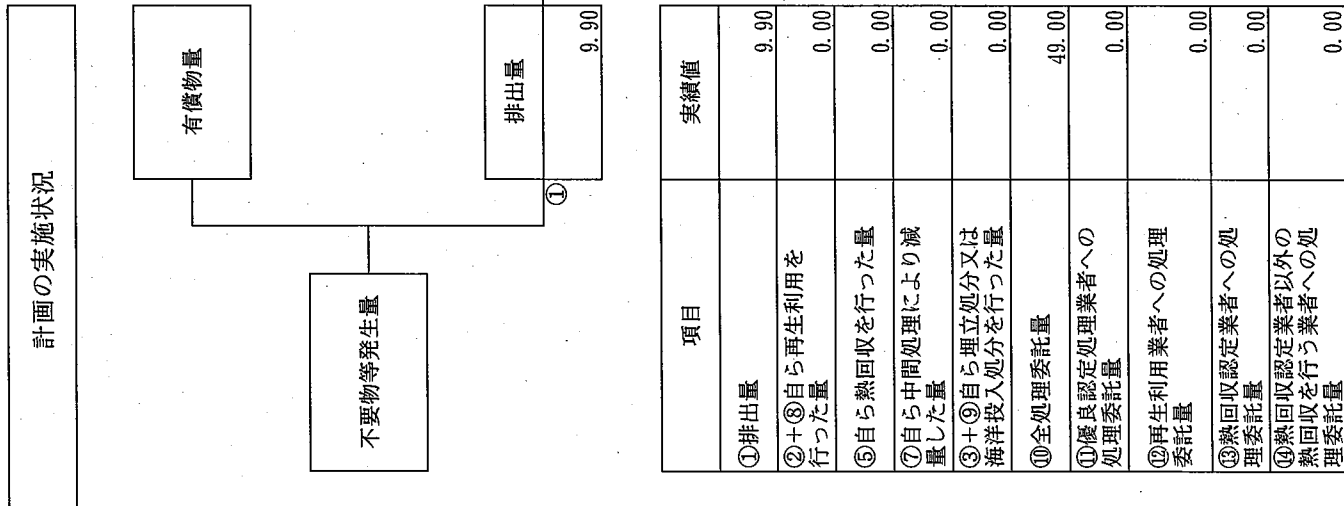 計画の実施状況
不要物等発生量
有償物量
排出量
①
9.90
項目
実績値
①排出量
9.90
②+⑧自ら再生利用を
行った量
0.00
⑤自ら熱回収を行った量
0.00
⑦自ら中間処理により減
量した量
0.00
③+⑨自ら埋立処分又は
海洋投入処分を行った量
0.00
⑩全処理委託量
49.00
⑪優良認定処理業者への
処理委託量
0.00
⑫再生利用業者への処理
委託量
0.00
⑬熱回収認定業者への処
理委託量
0.00
⑭熱回収認定業者以外の
熱回収を行う業者への処
理委託量
0.00